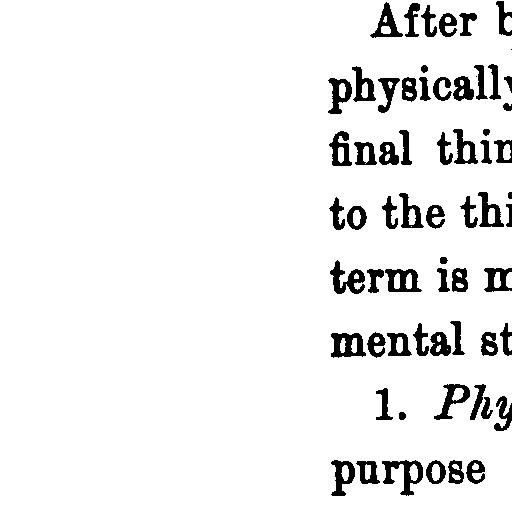 After
physically
final thin
to the thi
term is m
mental st
1. Phy
purpose